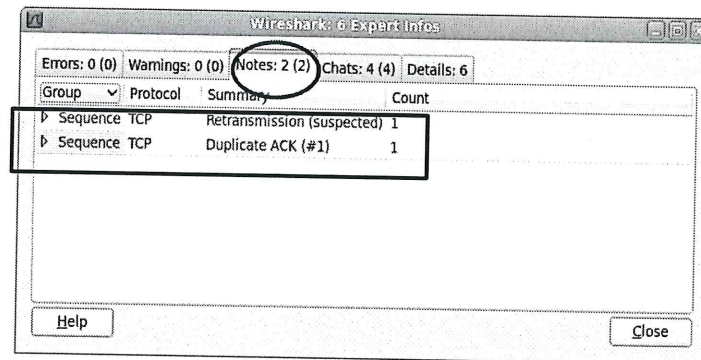 Wireshark: 6 Expert Infos
Errors: 0 (0) Warnings: 0 (0) Notes: 2 (2) Chats: 4 (4) Details: 6
Group Protocol Summary Count
Sequence TCP Retransmission (suspected) 1
Sequence TCP Duplicate ACK (#1) 1
Help Close